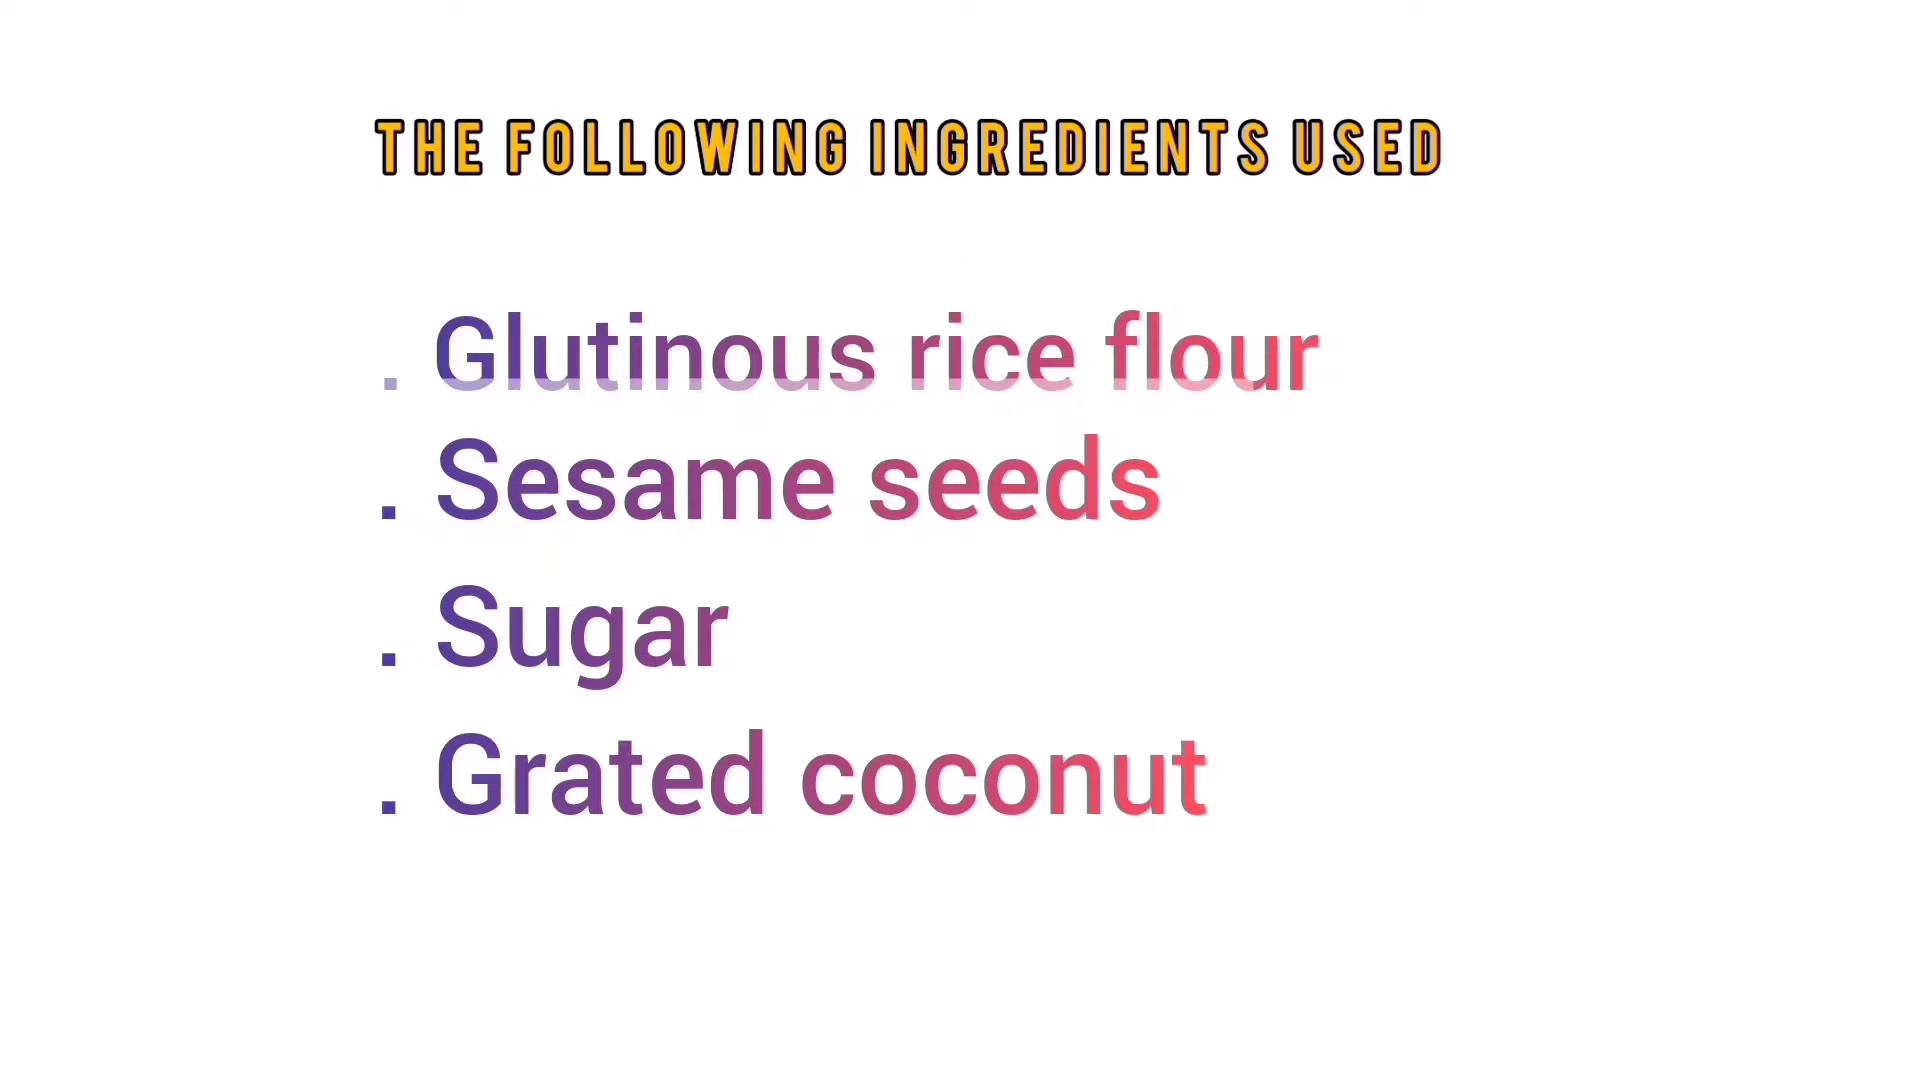 THE FOLLOWING INGREDIENTS USED
. Glutinous rice flour
. Sesame seeds
. Sugar
. Grated coconut